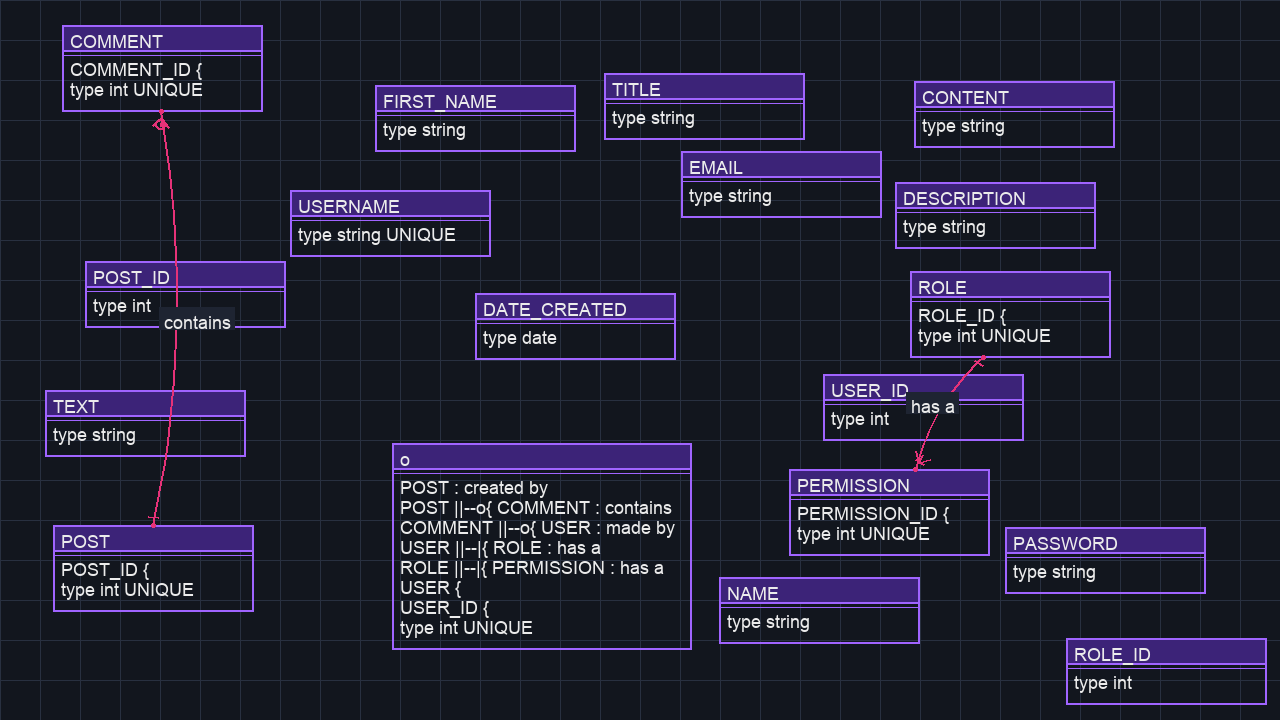 COMMENT
COMMENT_ID {
type int UNIQUE
FIRST_NAME
type string
TITLE
type string
CONTENT
type string
EMAIL
type string
USERNAME
type string UNIQUE
DESCRIPTION
type string
POST_ID
type int
contains
DATE_CREATED
type date
ROLE
ROLE_ID {
type int UNIQUE
USER_ID
type int
has a
TEXT
type string
o
POST : created by
POST ||--o{ COMMENT : contains
COMMENT ||--o{ USER : made by
USER ||--|{ ROLE : has a
ROLE ||--|{ PERMISSION : has a
USER {
USER_ID {
type int UNIQUE
PERMISSION
PERMISSION_ID {
type int UNIQUE
POST
POST_ID {
type int UNIQUE
PASSWORD
type string
NAME
type string
ROLE_ID
type int